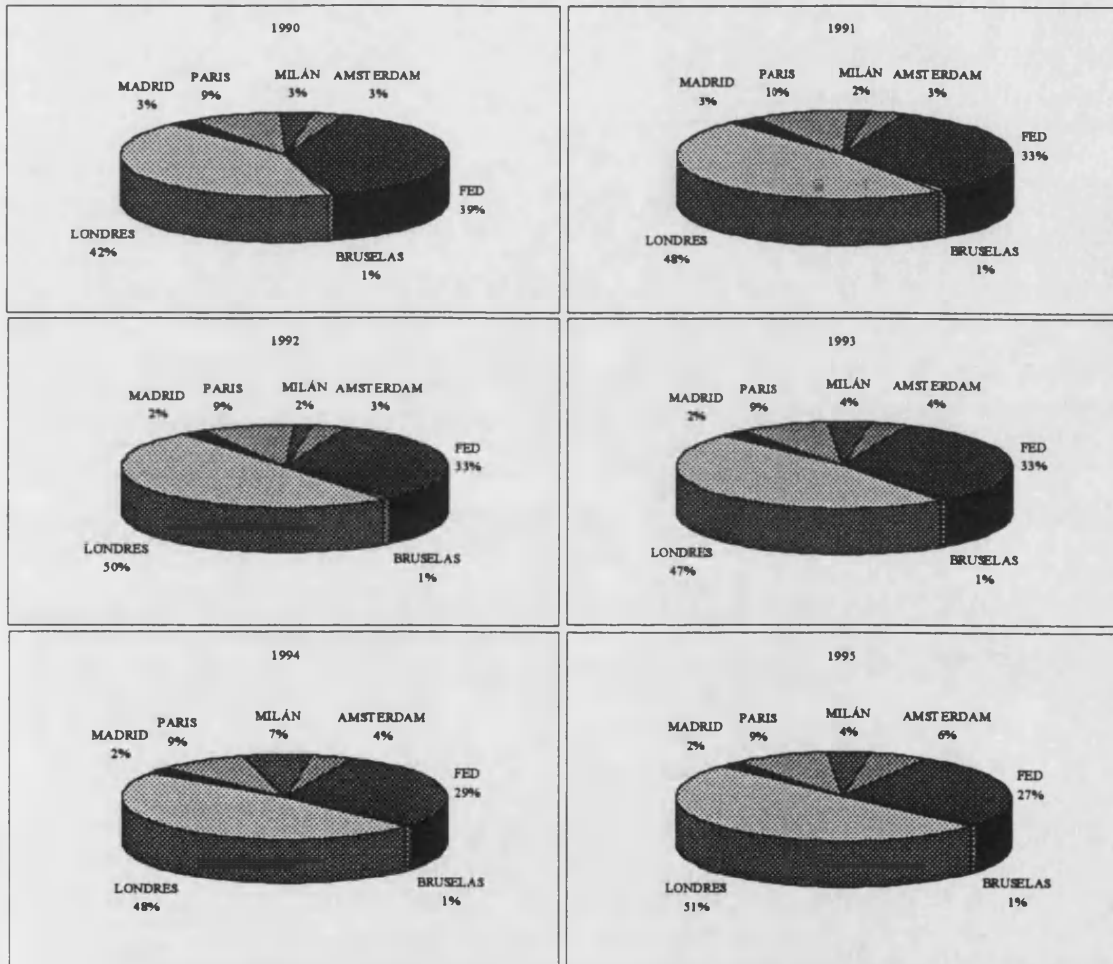 1990
MADRID
3%
PARIS
9%
MILÁN
3%
AMSTERDAM
3%
FED
39%
LONDRES
42%
BRUSELAS
1%
1991
MADRID
3%
PARIS
10%
MILÁN
2%
AMSTERDAM
3%
FED
33%
LONDRES
48%
BRUSELAS
1%
1992
MADRID
2%
PARIS
9%
MILÁN
2%
AMSTERDAM
3%
FED
33%
LONDRES
50%
BRUSELAS
1%
1993
MADRID
2%
PARIS
9%
MILÁN
4%
AMSTERDAM
4%
FED
33%
LONDRES
47%
BRUSELAS
1%
1994
MADRID
2%
PARIS
9%
MILÁN
7%
AMSTERDAM
4%
FED
29%
LONDRES
48%
BRUSELAS
1%
1995
MADRID
2%
PARIS
9%
MILÁN
4%
AMSTERDAM
6%
FED
27%
LONDRES
51%
BRUSELAS
1%